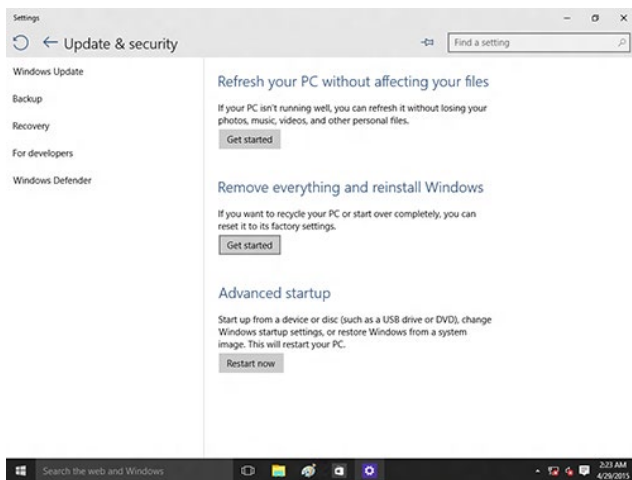 Settings
Update & security
Find a setting
Windows Update
Backup
Recovery
For developers
Windows Defender
Refresh your PC without affecting your files
If your PC isn't running well, you can refresh it without losing your
photos, music, videos, and other personal files.
Get started
Remove everything and reinstall Windows
If you want to recycle your PC or start over completely, you can
reset it to its factory settings.
Get started
Advanced startup
Start up from a device or disc (such as a USB drive or DVD), change
Windows startup settings, or restore Windows from a system
image. This will restart your PC.
Restart now
Search the web and Windows
2:23 AM
4/29/2015